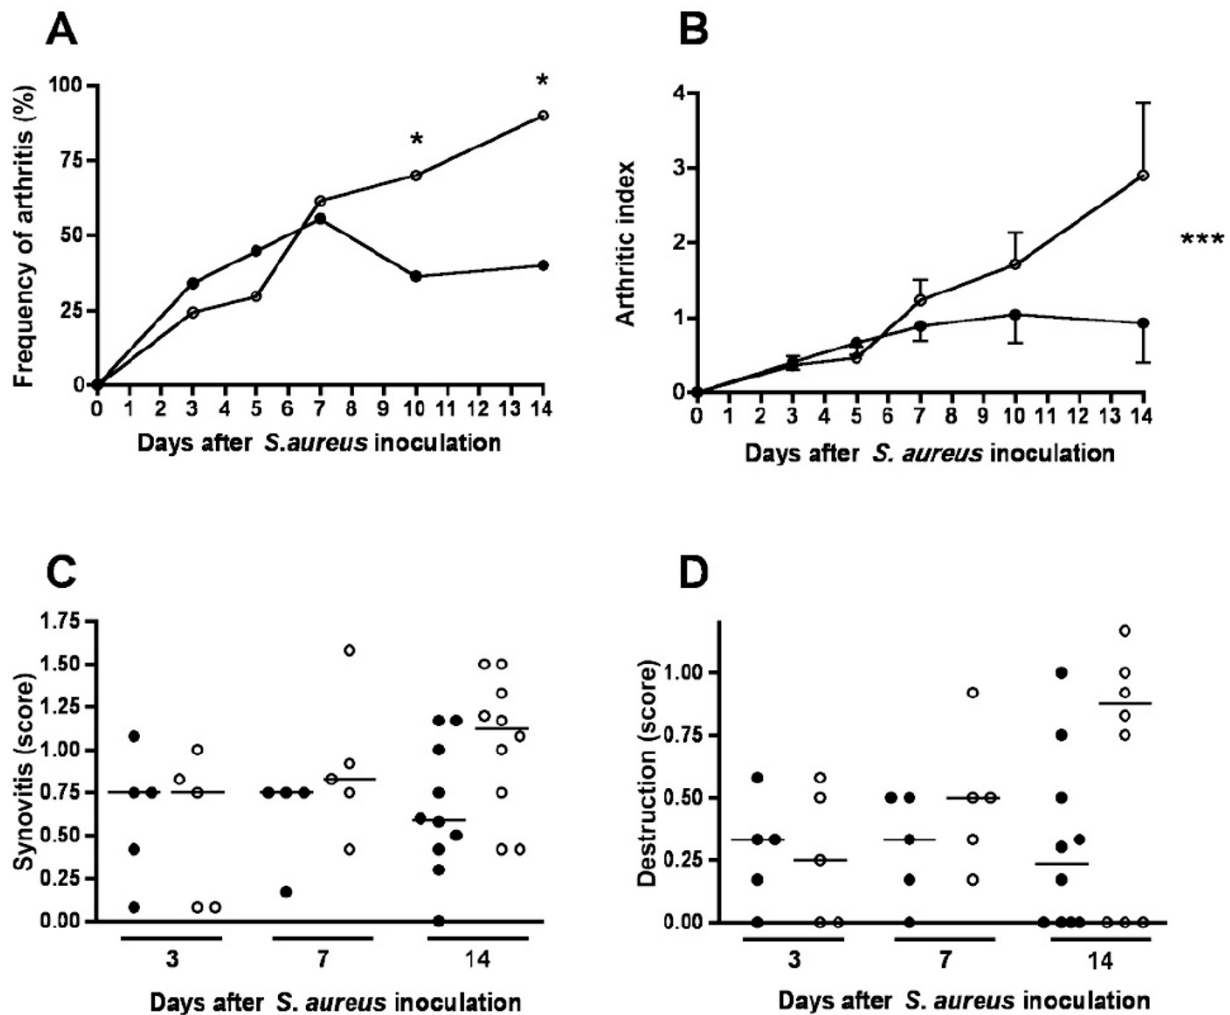 A
B
Frequency of arthritis (%)
100
75
50
25
0
*
*
0 1 2 3 4 5 6 7 8 9 10 11 12 13 14
Days after S.aureus inoculation
Arthritic index
4
3
2
1
0
***
0 1 2 3 4 5 6 7 8 9 10 11 12 13 14
Days after S. aureus inoculation
C
D
Synovitis (score)
1.75
1.50
1.25
1.00
0.75
0.50
0.25
0.00
3 7 14
Days after S. aureus inoculation
Destruction (score)
1.00
0.75
0.50
0.25
0.00
3 7 14
Days after S. aureus inoculation